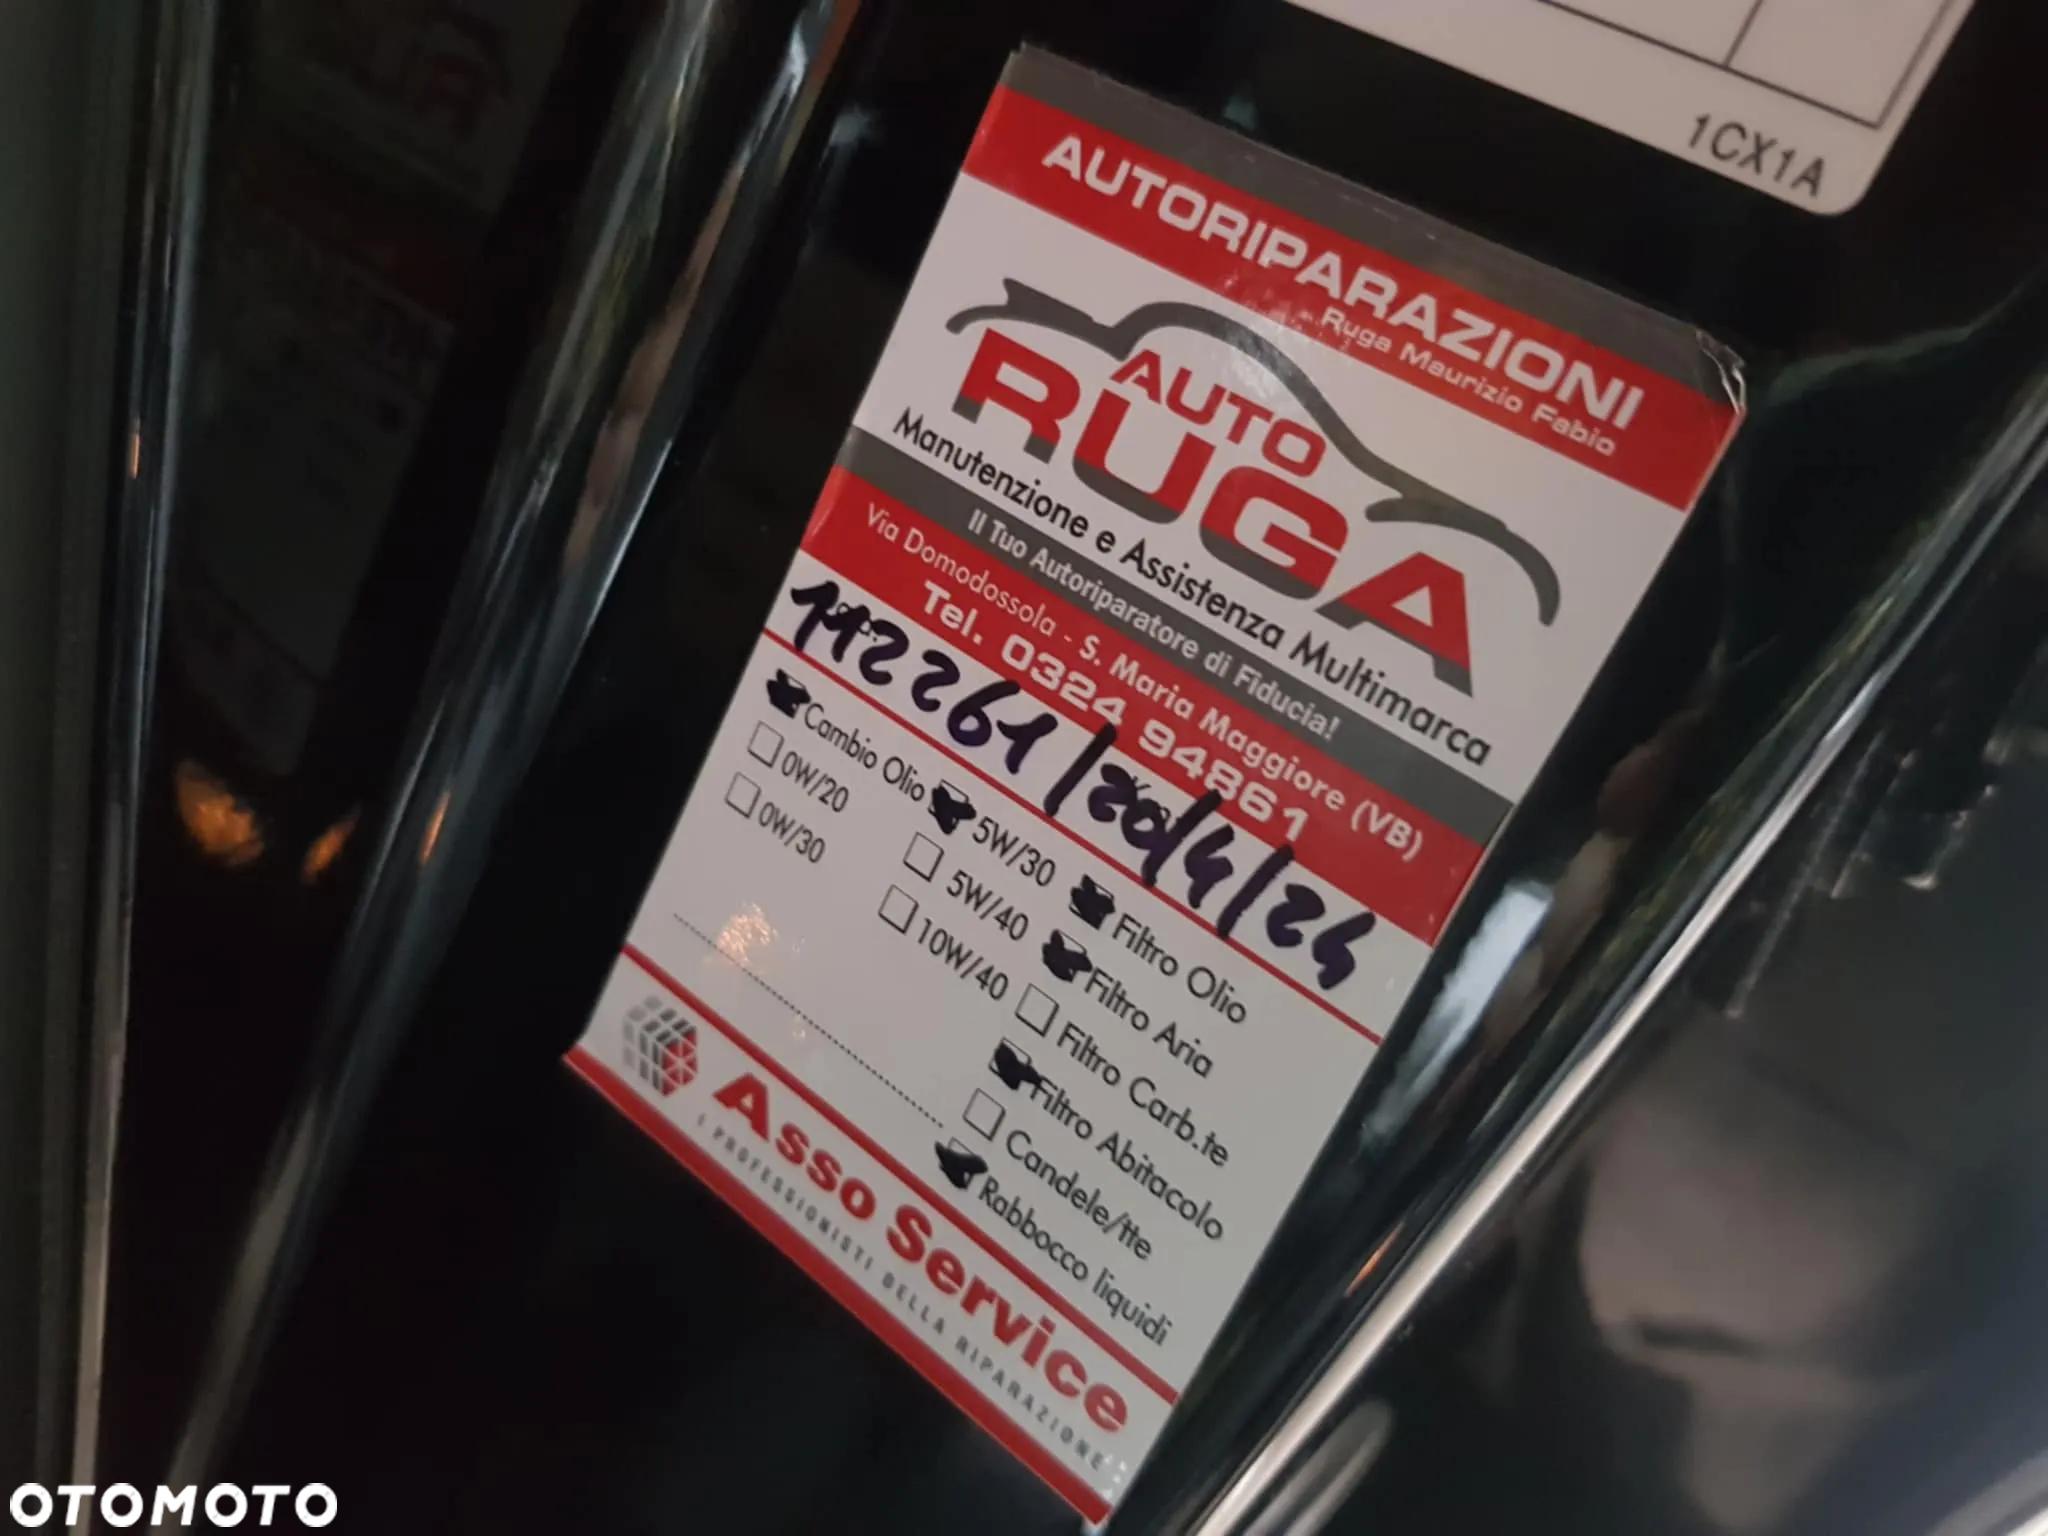 1CX1A
AUTORIPARAZIONI
Ruga Maurizio Fabio
AUTO
RUGA
Manutenzione e Assistenza Multimarca
Il Tuo Autoriparatore di Fiducia!
Via Domodossola - S. Maria Maggiore (VB)
Tel. 0324 94861
112261/20/4/24
Cambio Olio
0W/20
0W/30
5W/30
5W/40
10W/40
Filtro Olio
Filtro Aria
Filtro Carb.te
Filtro Abitacolo
Candele/tte
Rabbocco liquidi
Asso Service
I PROFESSIONISTI DELLA RIPARAZIONE
OTOMOTO